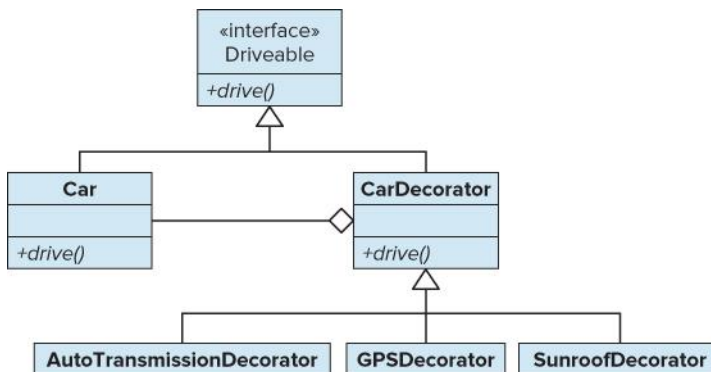 «interface»
Driveable
+drive()
Car
CarDecorator
+drive()
+drive()
AutoTransmissionDecorator
GPSDecorator
SunroofDecorator